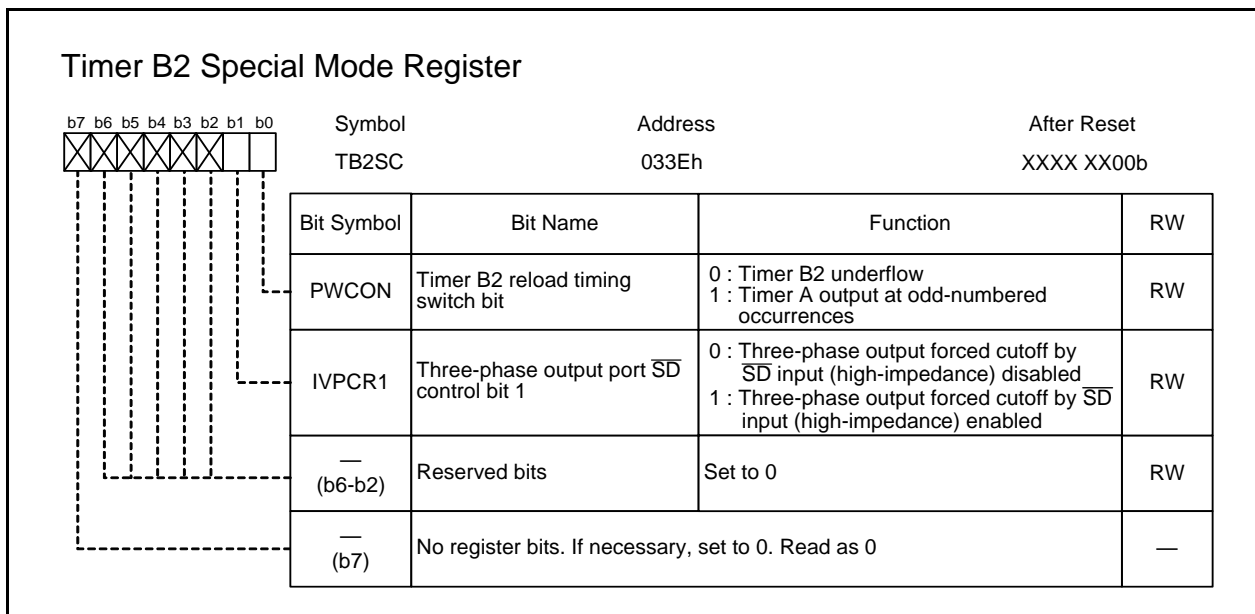 Timer B2 Special Mode Register
b7 b6 b5 b4 b3 b2 b1 b0
Symbol Address After Reset
TB2SC 033Eh XXXX XX00b
Bit Symbol Bit Name Function RW
PWCON
Timer B2 reload timing
switch bit
0 : Timer B2 underflow
1 : Timer A output at odd-numbered
occurrences
RW
IVPCR1
Three-phase output port S̅D̅
control bit 1
0 : Three-phase output forced cutoff by
S̅D̅ input (high-impedance) disabled
1 : Three-phase output forced cutoff by S̅D̅
input (high-impedance) enabled
RW
—
(b6-b2)
Reserved bits
Set to 0
RW
—
(b7)
No register bits. If necessary, set to 0. Read as 0
—